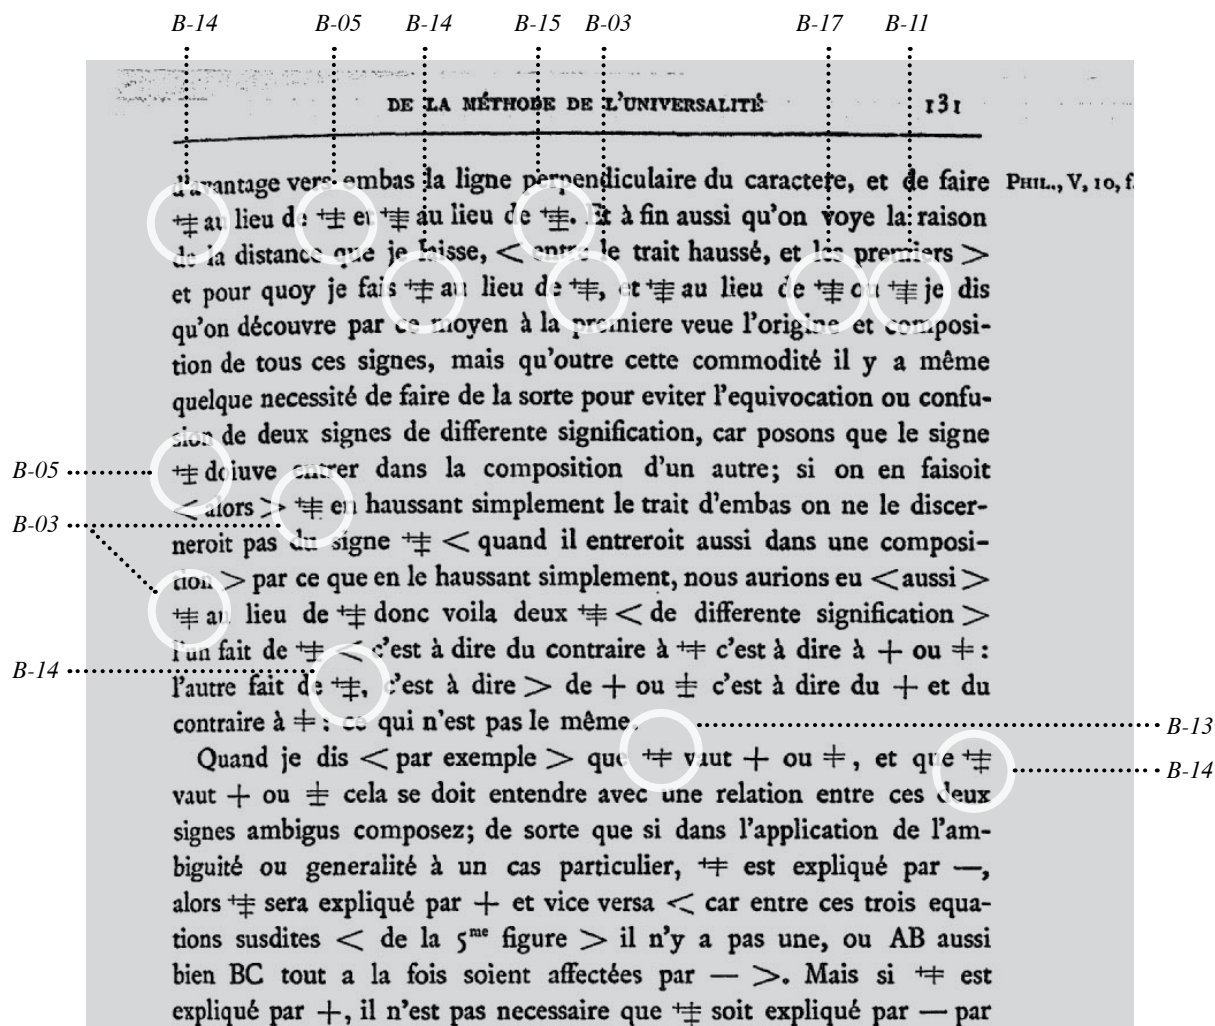 B-14 B-05 B-14 B-15 B-03 B-17 B-11
DE LA MÉTHODE DE L'UNIVERSALITÉ 131
d'avantage vers embas la ligne perpendiculaire du caractere, et de faire PHIL., V, 10, f.
au lieu de et au lieu de . Et à fin aussi qu'on voye la raison
de la distance que je laisse, < entre le trait haussé, et les premiers >
et pour quoy je fais au lieu de , et au lieu de ou je dis
qu'on découvre par ce moyen à la premiere veue l'origine et composi-
tion de tous ces signes, mais qu'outre cette commodité il y a même
quelque necessité de faire de la sorte pour eviter l'equivocation ou confu-
sion de deux signes de differente signification, car posons que le signe
B-05 doiuve entrer dans la composition d'un autre; si on en faisoit
B-03 < alors > en haussant simplement le trait d'embas on ne le discer-
neroit pas du signe < quand il entreroit aussi dans une composi-
tion > par ce que en le haussant simplement, nous aurions eu < aussi >
au lieu de donc voila deux < de differente signification >
l'un fait de < c'est à dire du contraire à c'est à dire à + ou :
B-14 l'autre fait de , c'est à dire > de + ou c'est à dire du + et du
contraire à : ce qui n'est pas le même. B-13
Quand je dis < par exemple > que vaut + ou , et que B-14
vaut + ou cela se doit entendre avec une relation entre ces deux
signes ambigus composez; de sorte que si dans l'application de l'am-
biguité ou generalité à un cas particulier, est expliqué par —,
alors sera expliqué par + et vice versa < car entre ces trois equa-
tions susdites < de la 5me figure > il n'y a pas une, ou AB aussi
bien BC tout a la fois soient affectées par — >. Mais si est
expliqué par +, il n'est pas necessaire que soit expliqué par — par